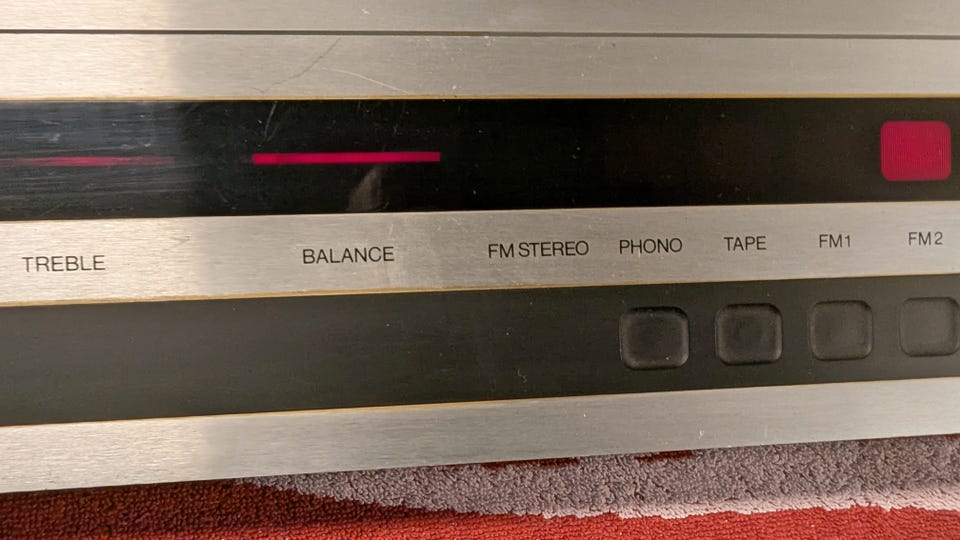 TREBLE BALANCE FM STEREO PHONO TAPE FM1 FM2